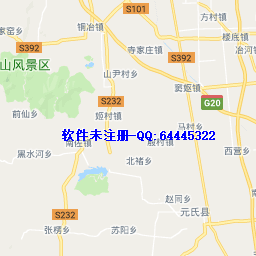 家窑乡
铜冶镇
S101
方村镇
楼底镇
S392
寺家庄镇
S392
冶河镇
山风景区
山尹村乡
窦妪镇
S232
G20
前仙乡
姬村镇
马村乡
软件未注册-QQ:64445322
南佐镇
殷村镇
黑水河乡
北褚乡
西营乡
赵同乡
S232
元氏县
张楞乡
苏阳乡